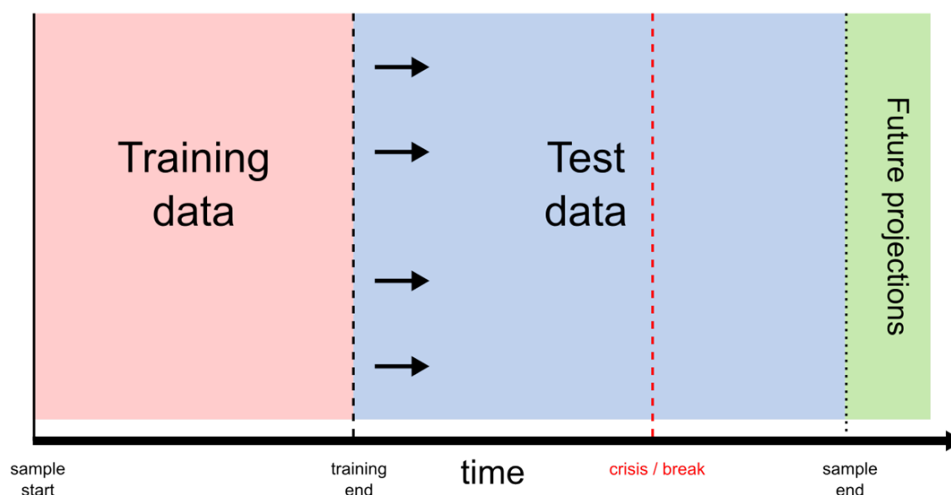 Training
data
Test
data
Future projections
sample
start
training
end
time
crisis / break
sample
end